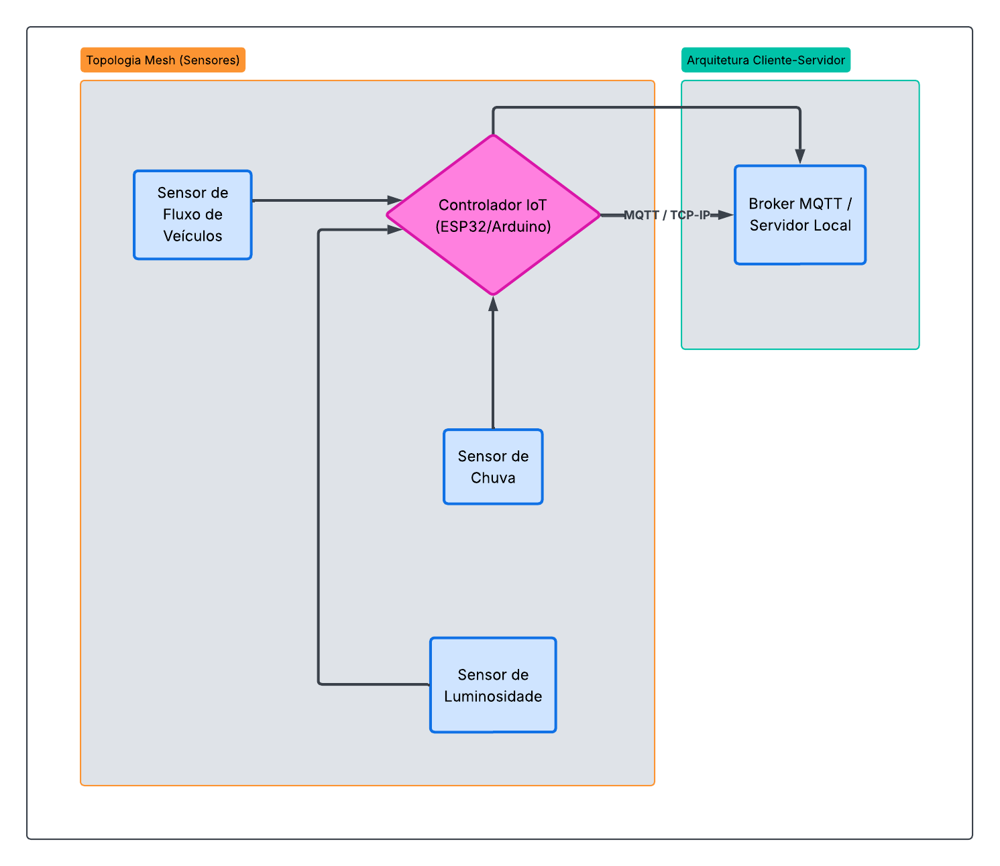 Topologia Mesh (Sensores)
Arquitetura Cliente-Servidor
Sensor de
Fluxo de
Veículos
Controlador IoT
(ESP32/Arduino)
MQTT / TCP-IP
Broker MQTT /
Servidor Local
Sensor de
Chuva
Sensor de
Luminosidade